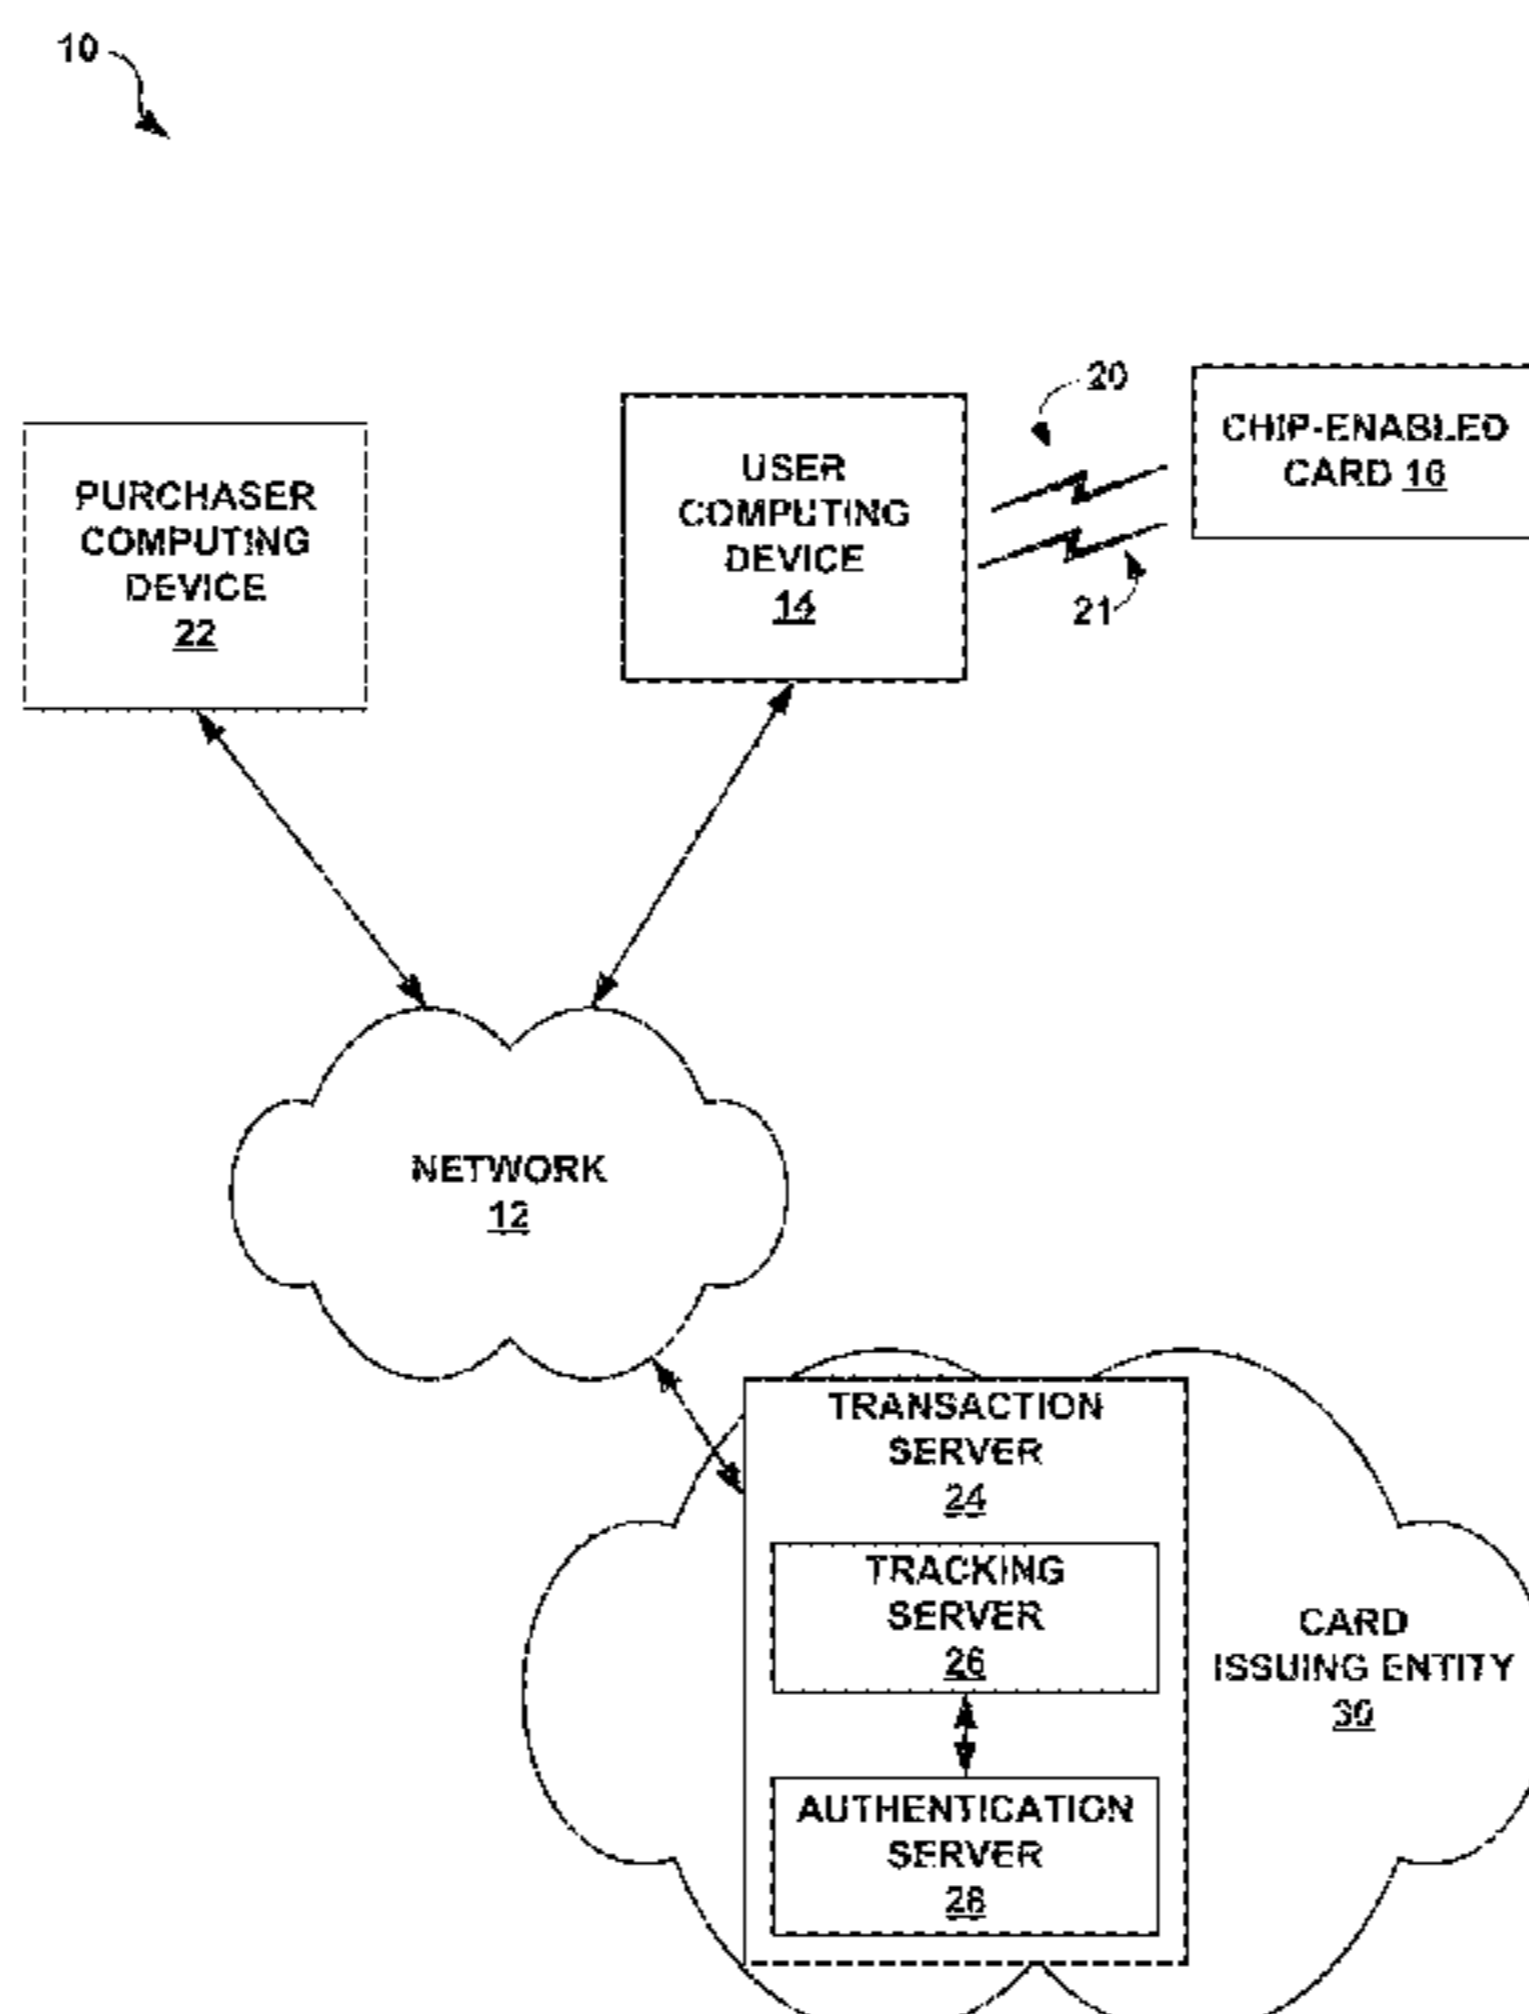 10
20
CHIP-ENABLED
CARD 16
USER
COMPUTING
DEVICE
14
21
PURCHASER
COMPUTING
DEVICE
22
NETWORK
12
TRANSACTION
SERVER
24
TRACKING
SERVER
26
CARD
ISSUING ENTITY
30
AUTHENTICATION
SERVER
28